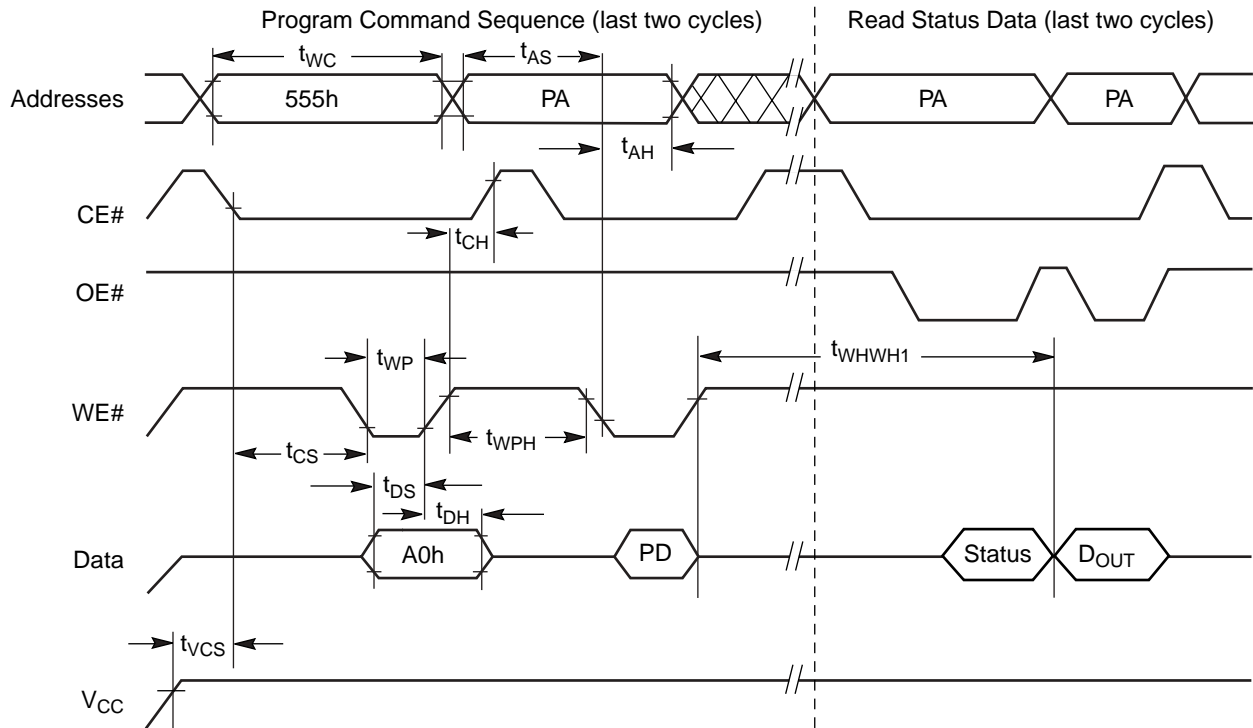 Program Command Sequence (last two cycles) Read Status Data (last two cycles)
tWC tAS
Addresses 555h PA PA PA
tAH
CE#
tCH
OE#
tWP tWHWH1
WE#
tCS tWPH
tDS
tDH
Data A0h PD Status DOUT
tVCS
VCC